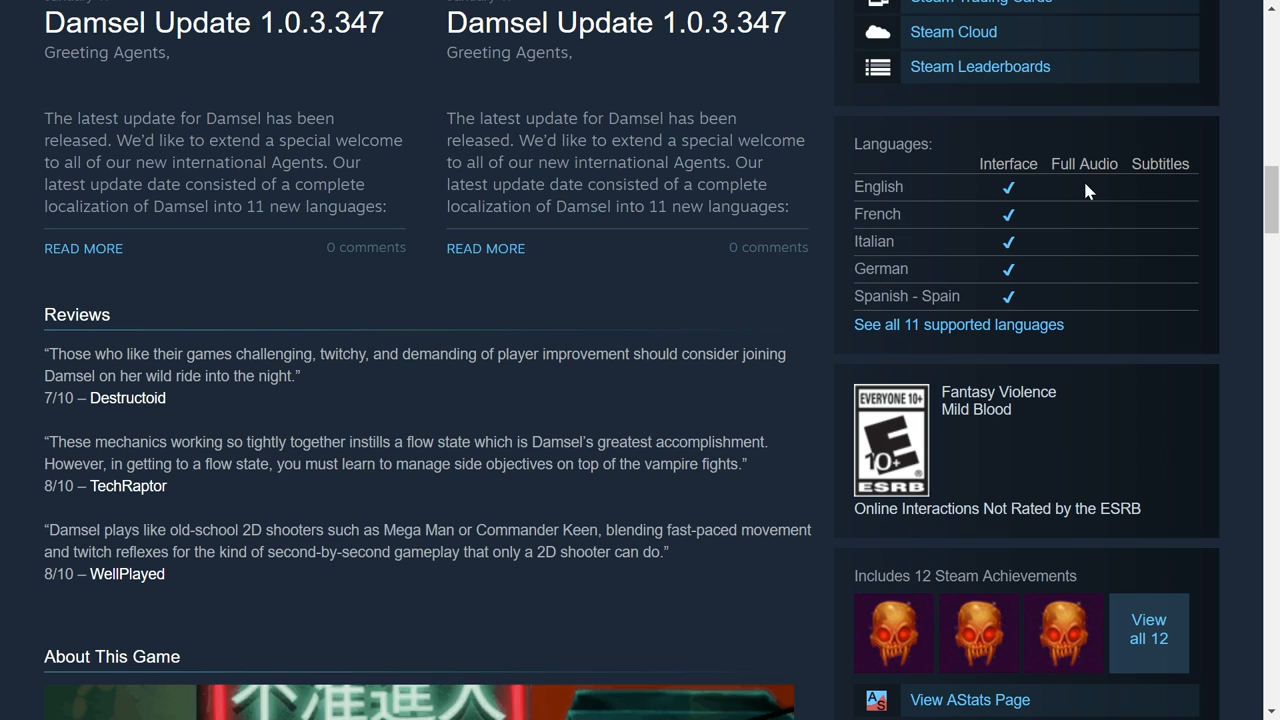 Damsel Update 1.0.3.347
Greeting Agents,
The latest update for Damsel has been
released. We'd like to extend a special welcome
to all of our new international Agents. Our
latest update date consisted of a complete
localization of Damsel into 11 new languages:
READ MORE
0 comments
Damsel Update 1.0.3.347
Greeting Agents,
The latest update for Damsel has been
released. We'd like to extend a special welcome
to all of our new international Agents. Our
latest update date consisted of a complete
localization of Damsel into 11 new languages:
READ MORE
0 comments
Reviews
“Those who like their games challenging, twitchy, and demanding of player improvement should consider joining
Damsel on her wild ride into the night.”
7/10 – Destructoid
“These mechanics working so tightly together instills a flow state which is Damsel's greatest accomplishment.
However, in getting to a flow state, you must learn to manage side objectives on top of the vampire fights.”
8/10 – TechRaptor
“Damsel plays like old-school 2D shooters such as Mega Man or Commander Keen, blending fast-paced movement
and twitch reflexes for the kind of second-by-second gameplay that only a 2D shooter can do.”
8/10 – WellPlayed
About This Game
不准進人
Steam Trading Cards
Steam Cloud
Steam Leaderboards
Languages:
Interface Full Audio Subtitles
English ✔
French ✔
Italian ✔
German ✔
Spanish - Spain ✔
See all 11 supported languages
EVERYONE 10+
E
10+
ESRB
Fantasy Violence
Mild Blood
Online Interactions Not Rated by the ESRB
Includes 12 Steam Achievements
View
all 12
AS
View AStats Page